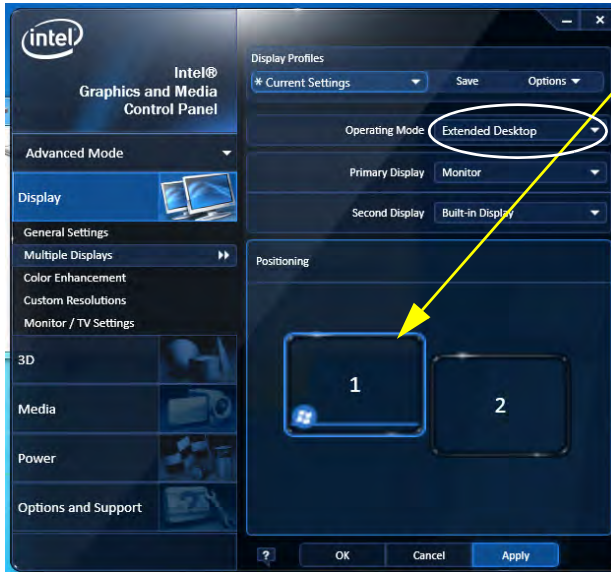 intel
Intel®
Graphics and Media
Control Panel
Advanced Mode
Display
General Settings
Multiple Displays
Color Enhancement
Custom Resolutions
Monitor / TV Settings
3D
Media
Power
Options and Support
Display Profiles
* Current Settings Save Options
Operating Mode Extended Desktop
Primary Display Monitor
Second Display Built-in Display
Positioning
1
2
? OK Cancel Apply